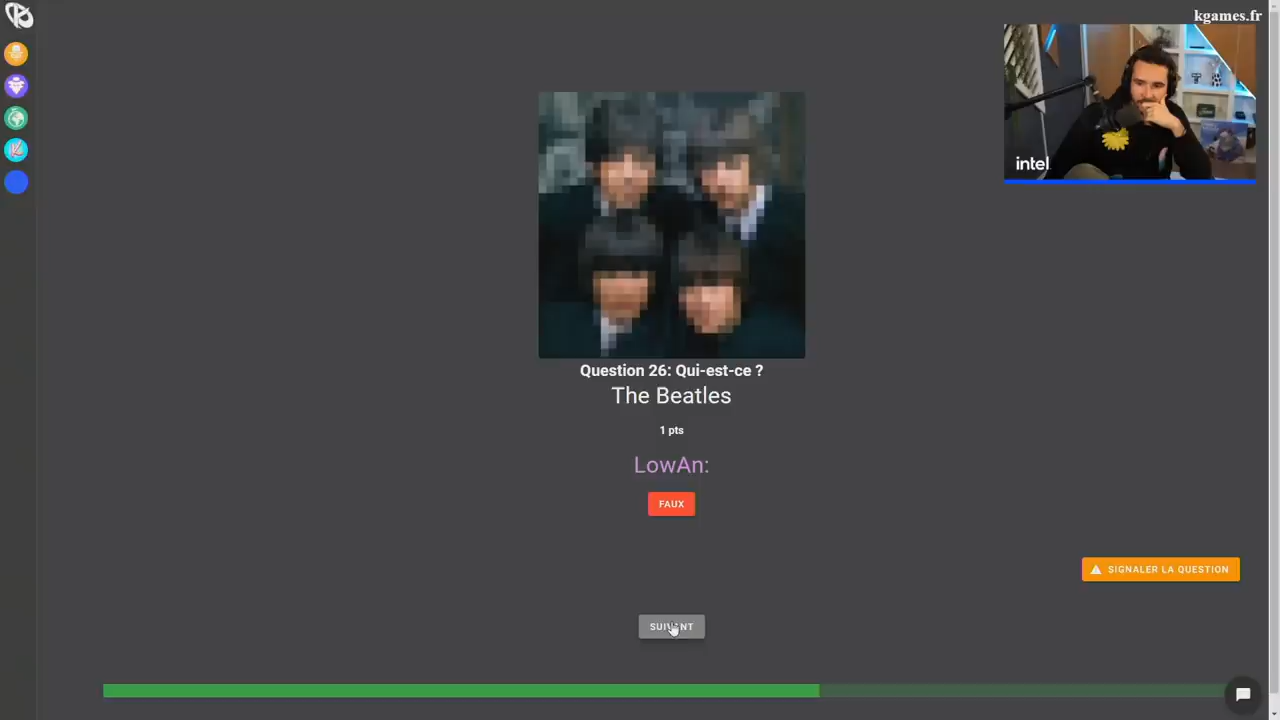 kgames.fr
intel
Question 26: Qui-est-ce ?
The Beatles
1 pts
LowAn:
FAUX
SIGNALER LA QUESTION
SUIVANT